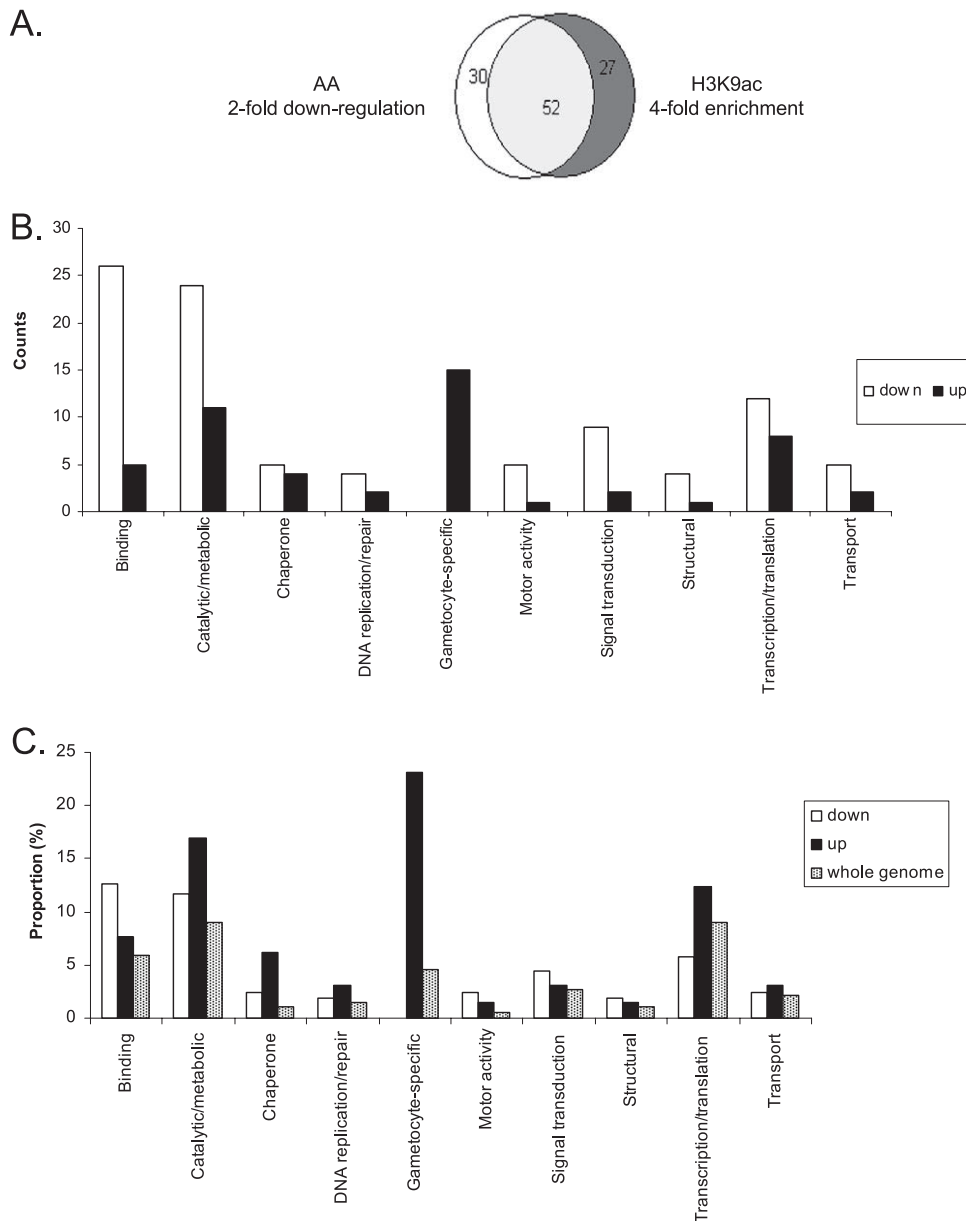 A.
AA
2-fold down-regulation
30
52
27
H3K9ac
4-fold enrichment
B.
Counts
30
25
20
15
10
5
0
Binding
Catalytic/metabolic
Chaperone
DNA replication/repair
Gametocyte-specific
Motor activity
Signal transduction
Structural
Transcription/translation
Transport
down up
C.
Proportion (%)
25
20
15
10
5
0
Binding
Catalytic/metabolic
Chaperone
DNA replication/repair
Gametocyte-specific
Motor activity
Signal transduction
Structural
Transcription/translation
Transport
down
up
whole genome